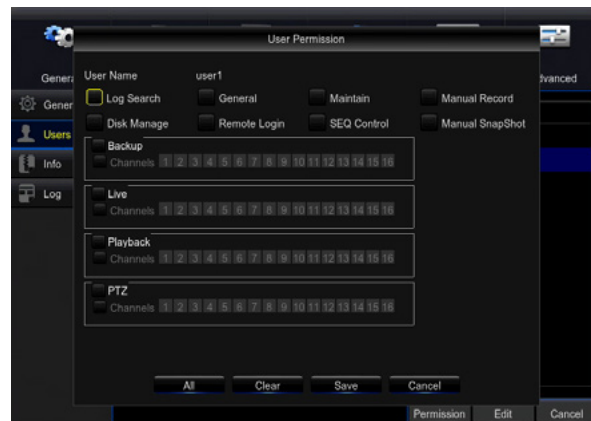 User Permission
Genera
dvanced
User Name user1
Log Search General Maintain Manual Record
Gener
Disk Manage Remote Login SEQ Control Manual SnapShot
Users
Backup
Channels 1 2 3 4 5 6 7 8 9 10 11 12 13 14 15 16
Info
Live
Log
Channels 1 2 3 4 5 6 7 8 9 10 11 12 13 14 15 16
Playback
Channels 1 2 3 4 5 6 7 8 9 10 11 12 13 14 15 16
PTZ
Channels 1 2 3 4 5 6 7 8 9 10 11 12 13 14 15 16
All Clear Save Cancel
Permission Edit Cancel